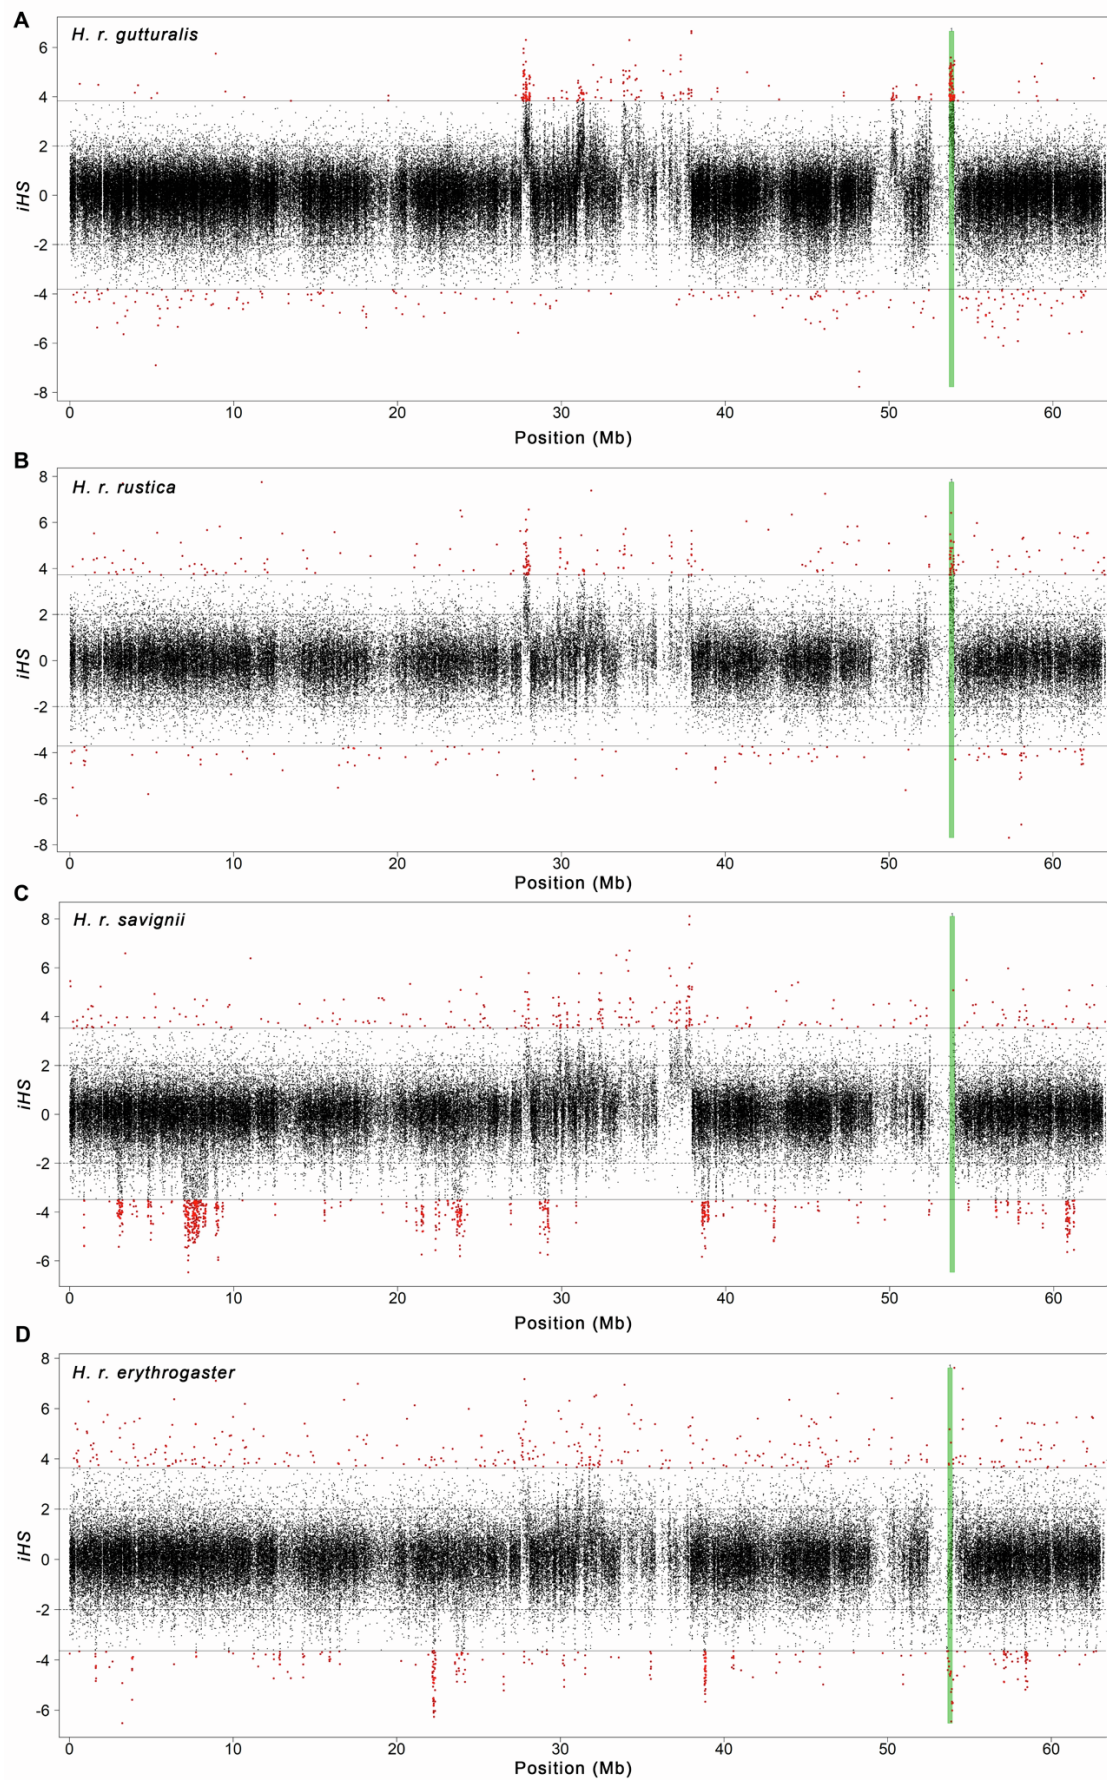 A
H. r. gutturalis
6
4
2
0
-2
-4
-6
-8
iHS
0 10 20 30 40 50 60
Position (Mb)
B
H. r. rustica
8
6
4
2
0
-2
-4
-6
-8
iHS
0 10 20 30 40 50 60
Position (Mb)
C
H. r. savignii
8
6
4
2
0
-2
-4
-6
iHS
0 10 20 30 40 50 60
Position (Mb)
D
H. r. erythrogaster
8
6
4
2
0
-2
-4
-6
iHS
0 10 20 30 40 50 60
Position (Mb)